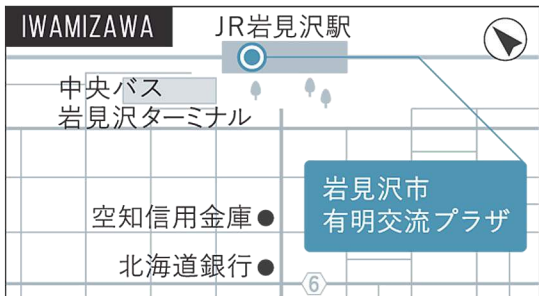 IWAMIZAWA
JR岩見沢駅
中央バス
岩見沢ターミナル
岩見沢市
有明交流プラザ
空知信用金庫
北海道銀行
6